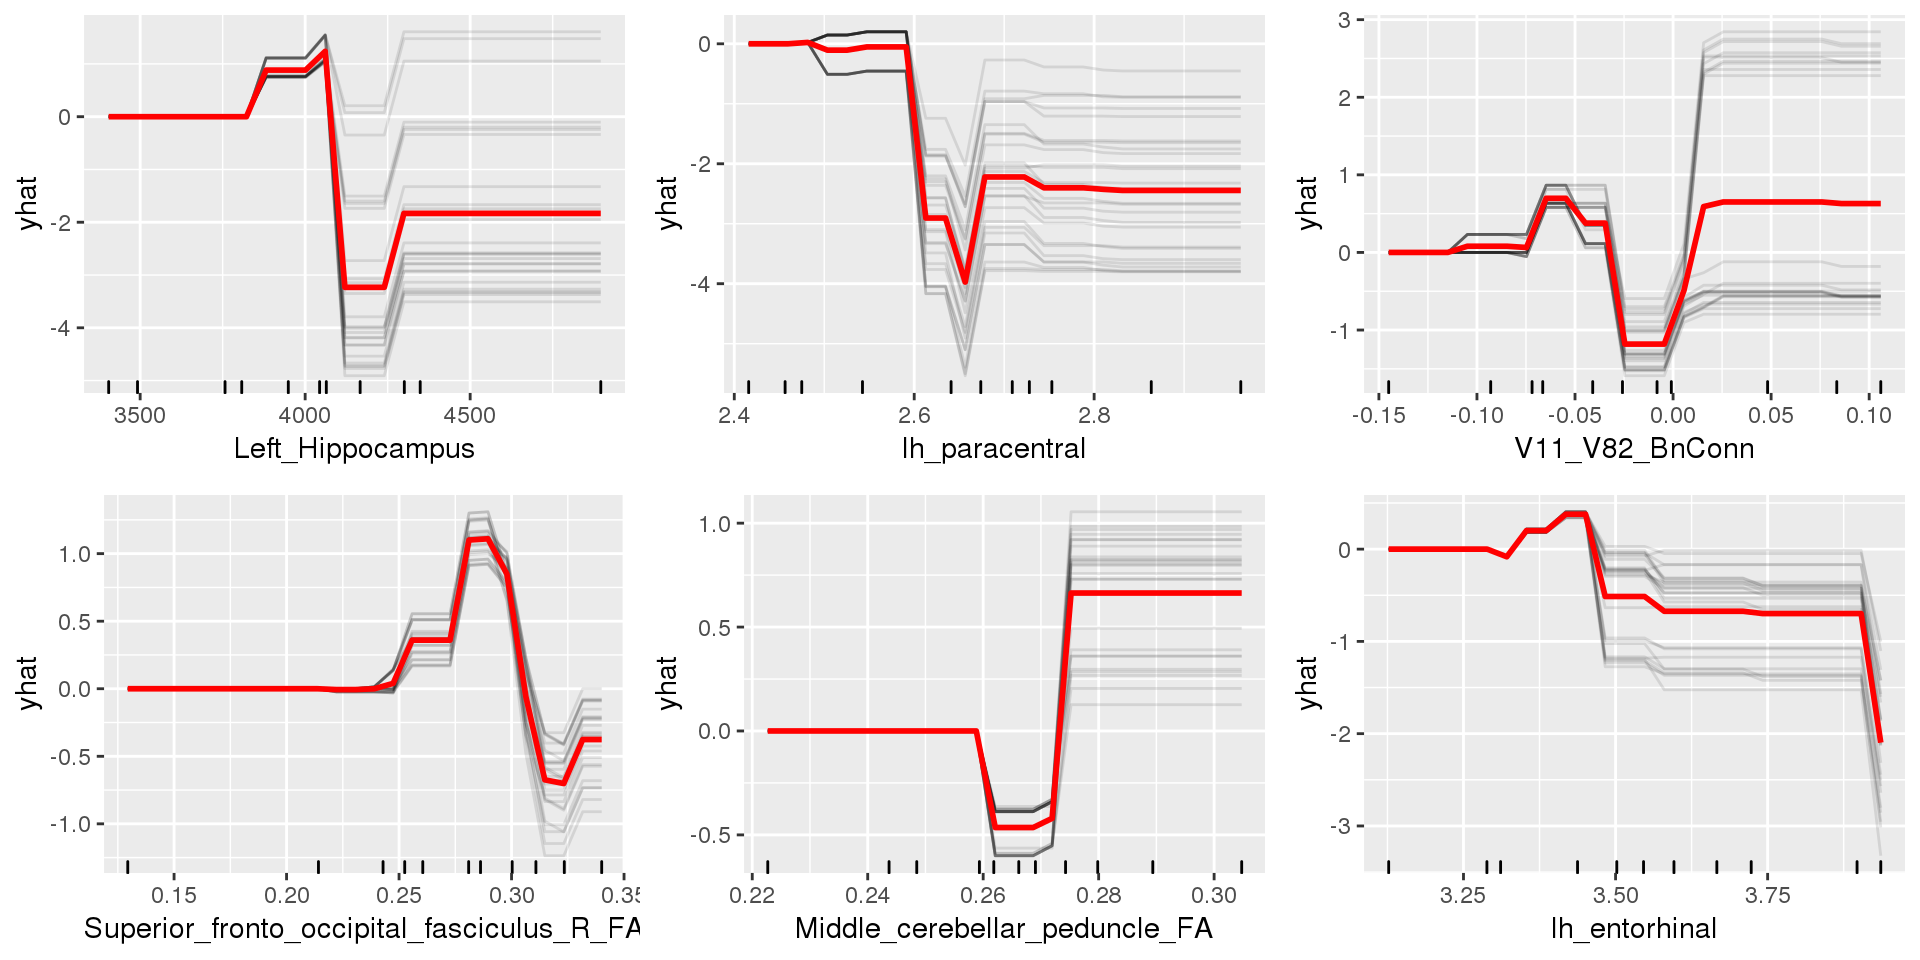 0
-2
-4
yhat
3500 4000 4500
Left_Hippocampus
0
-2
-4
yhat
2.4 2.6 2.8
lh_paracentral
3
2
1
0
-1
yhat
-0.15 -0.10 -0.05 0.00 0.05 0.10
V11_V82_BnConn
1.0
0.5
0.0
-0.5
-1.0
yhat
0.15 0.20 0.25 0.30 0.35
Superior_fronto_occipital_fasciculus_R_FA
1.0
0.5
0.0
-0.5
yhat
0.22 0.24 0.26 0.28 0.30
Middle_cerebellar_peduncle_FA
0
-1
-2
-3
yhat
3.25 3.50 3.75
lh_entorhinal